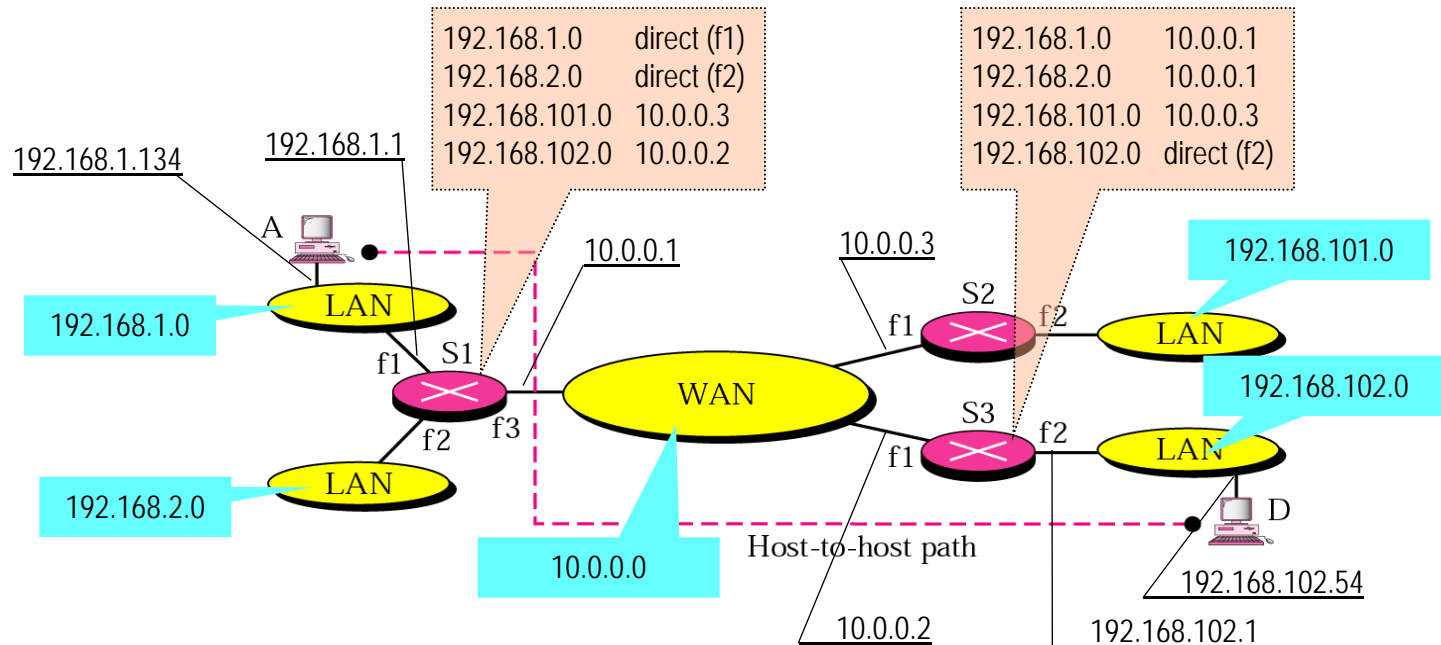 192.168.1.0 direct (f1)
192.168.2.0 direct (f2)
192.168.101.0 10.0.0.3
192.168.102.0 10.0.0.2
192.168.1.0 10.0.0.1
192.168.2.0 10.0.0.1
192.168.101.0 10.0.0.3
192.168.102.0 direct (f2)
192.168.1.134
192.168.1.1
A
10.0.0.1
10.0.0.3
192.168.101.0
LAN
192.168.1.0
S2
f1
f2
LAN
f1
S1
WAN
192.168.102.0
f2
f3
S3
f1
f2
LAN
LAN
192.168.2.0
D
Host-to-host path
10.0.0.0
192.168.102.54
10.0.0.2
192.168.102.1